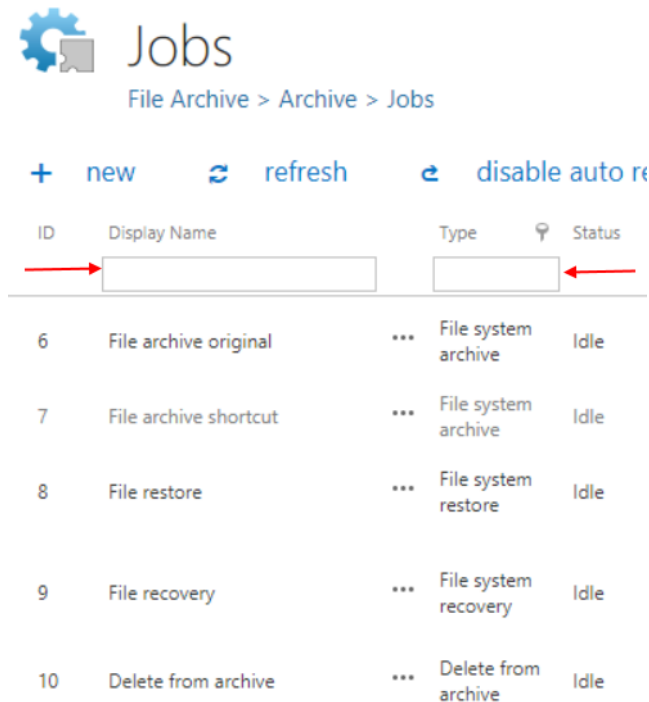 Jobs
File Archive > Archive > Jobs
+ new refresh disable auto re
ID Display Name Type Status
6 File archive original ••• File system archive Idle
7 File archive shortcut ••• File system archive Idle
8 File restore ••• File system restore Idle
9 File recovery ••• File system recovery Idle
10 Delete from archive ••• Delete from archive Idle